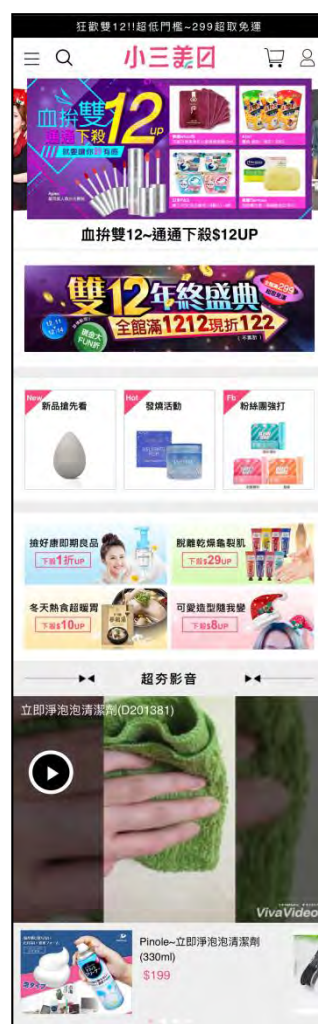 狂歡雙12!!超低門檻~299超取免運
小三美日
血拚雙12up
通通下殺
血拚雙12~通通下殺$12UP
雙12年終盛典
全館滿1212現折122
New
新品搶先看
Hot
發燒活動
Fb
粉絲團強打
撿好康即期良品
下殺1折UP
脫離乾燥龜裂肌
下殺$29UP
冬天熱食超暖胃
下殺$10UP
可愛造型隨我變
下殺$8UP
超夯影音
立即淨泡泡清潔劑(D201381)
VivaVideo
Pinole~立即淨泡泡清潔劑
(330ml)
$199